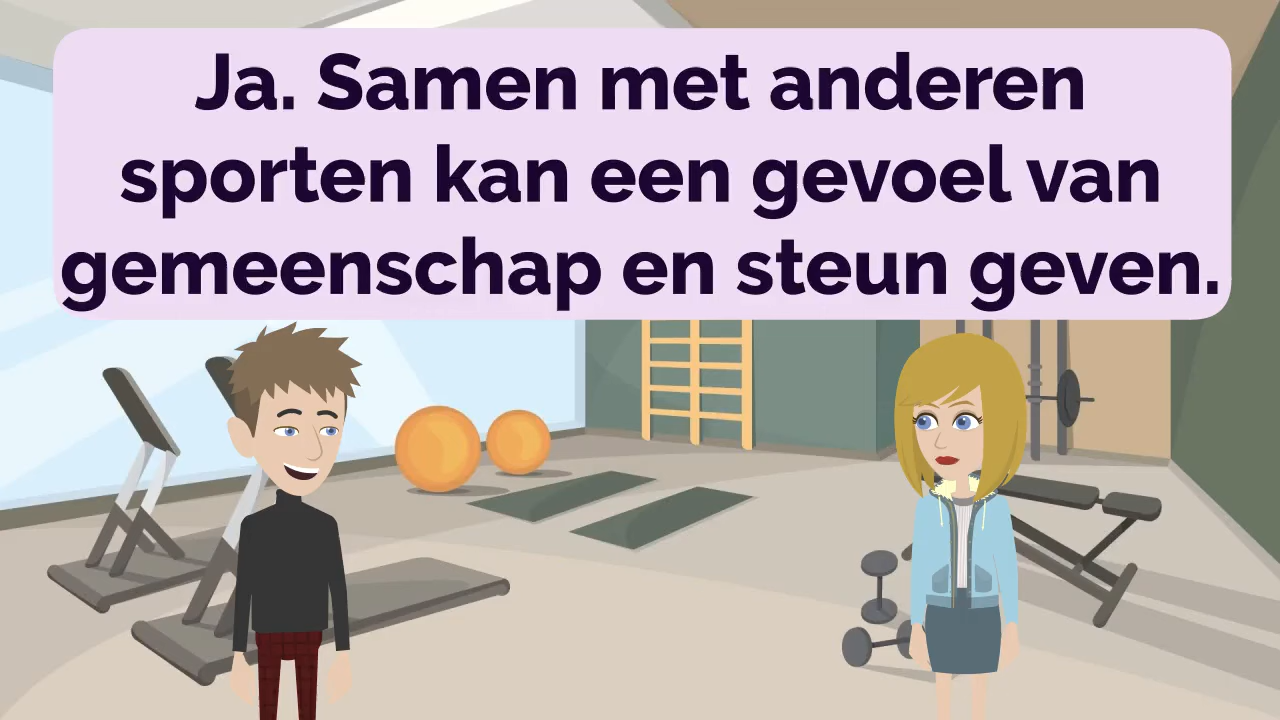 Ja. Samen met anderen
sporten kan een gevoel van
gemeenschap en steun geven.